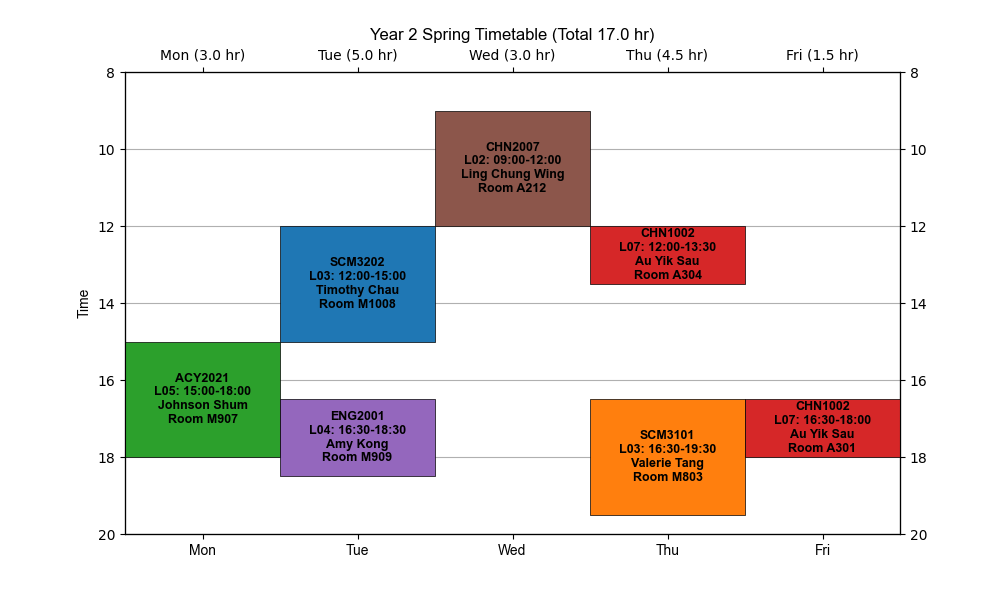 Year 2 Spring Timetable (Total 17.0 hr)
Mon (3.0 hr) Tue (5.0 hr) Wed (3.0 hr) Thu (4.5 hr) Fri (1.5 hr)
8 8
CHN2007
L02: 09:00-12:00
Ling Chung Wing
Room A212
10 10
12 12
SCM3202
L03: 12:00-15:00
Timothy Chau
Room M1008
CHN1002
L07: 12:00-13:30
Au Yik Sau
Room A304
Time
14 14
ACY2021
L05: 15:00-18:00
Johnson Shum
Room M907
16 16
ENG2001
L04: 16:30-18:30
Amy Kong
Room M909
SCM3101
L03: 16:30-19:30
Valerie Tang
Room M803
CHN1002
L07: 16:30-18:00
Au Yik Sau
Room A301
18 18
20 20
Mon Tue Wed Thu Fri